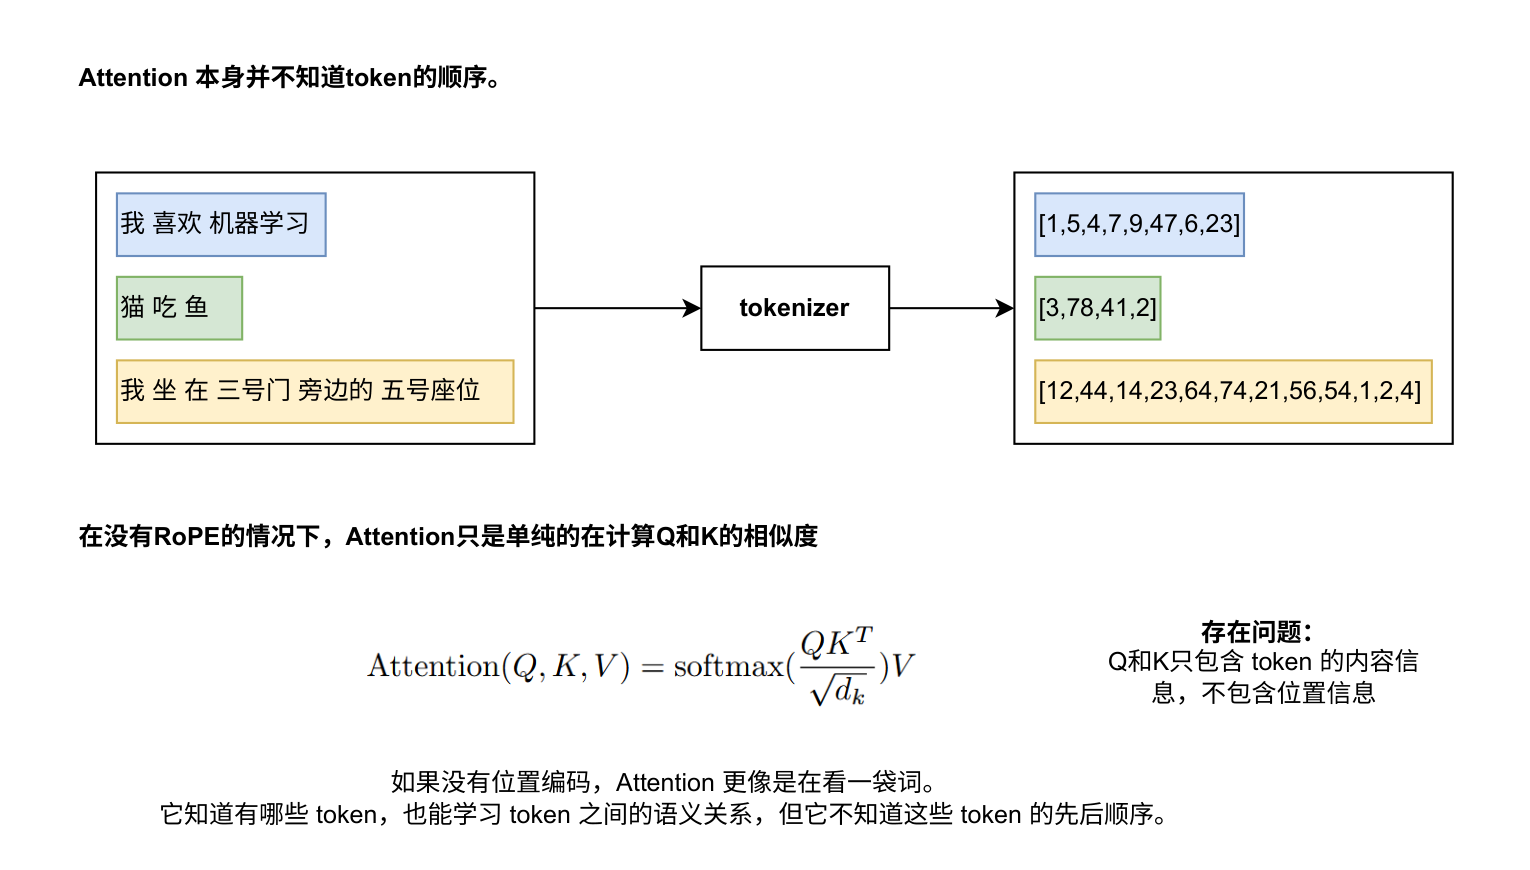 Attention 本身并不知道token的顺序。
我 喜欢 机器学习
猫 吃 鱼
我 坐 在 三号门 旁边的 五号座位
tokenizer
[1,5,4,7,9,47,6,23]
[3,78,41,2]
[12,44,14,23,64,74,21,56,54,1,2,4]
在没有RoPE的情况下，Attention只是单纯的在计算Q和K的相似度
Attention(Q, K, V) = softmax(\frac{QK^T}{\sqrt{d_k}})V
存在问题：
Q和K只包含 token 的内容信
息，不包含位置信息
如果没有位置编码，Attention 更像是在看一袋词。
它知道有哪些 token，也能学习 token 之间的语义关系，但它不知道这些 token 的先后顺序。